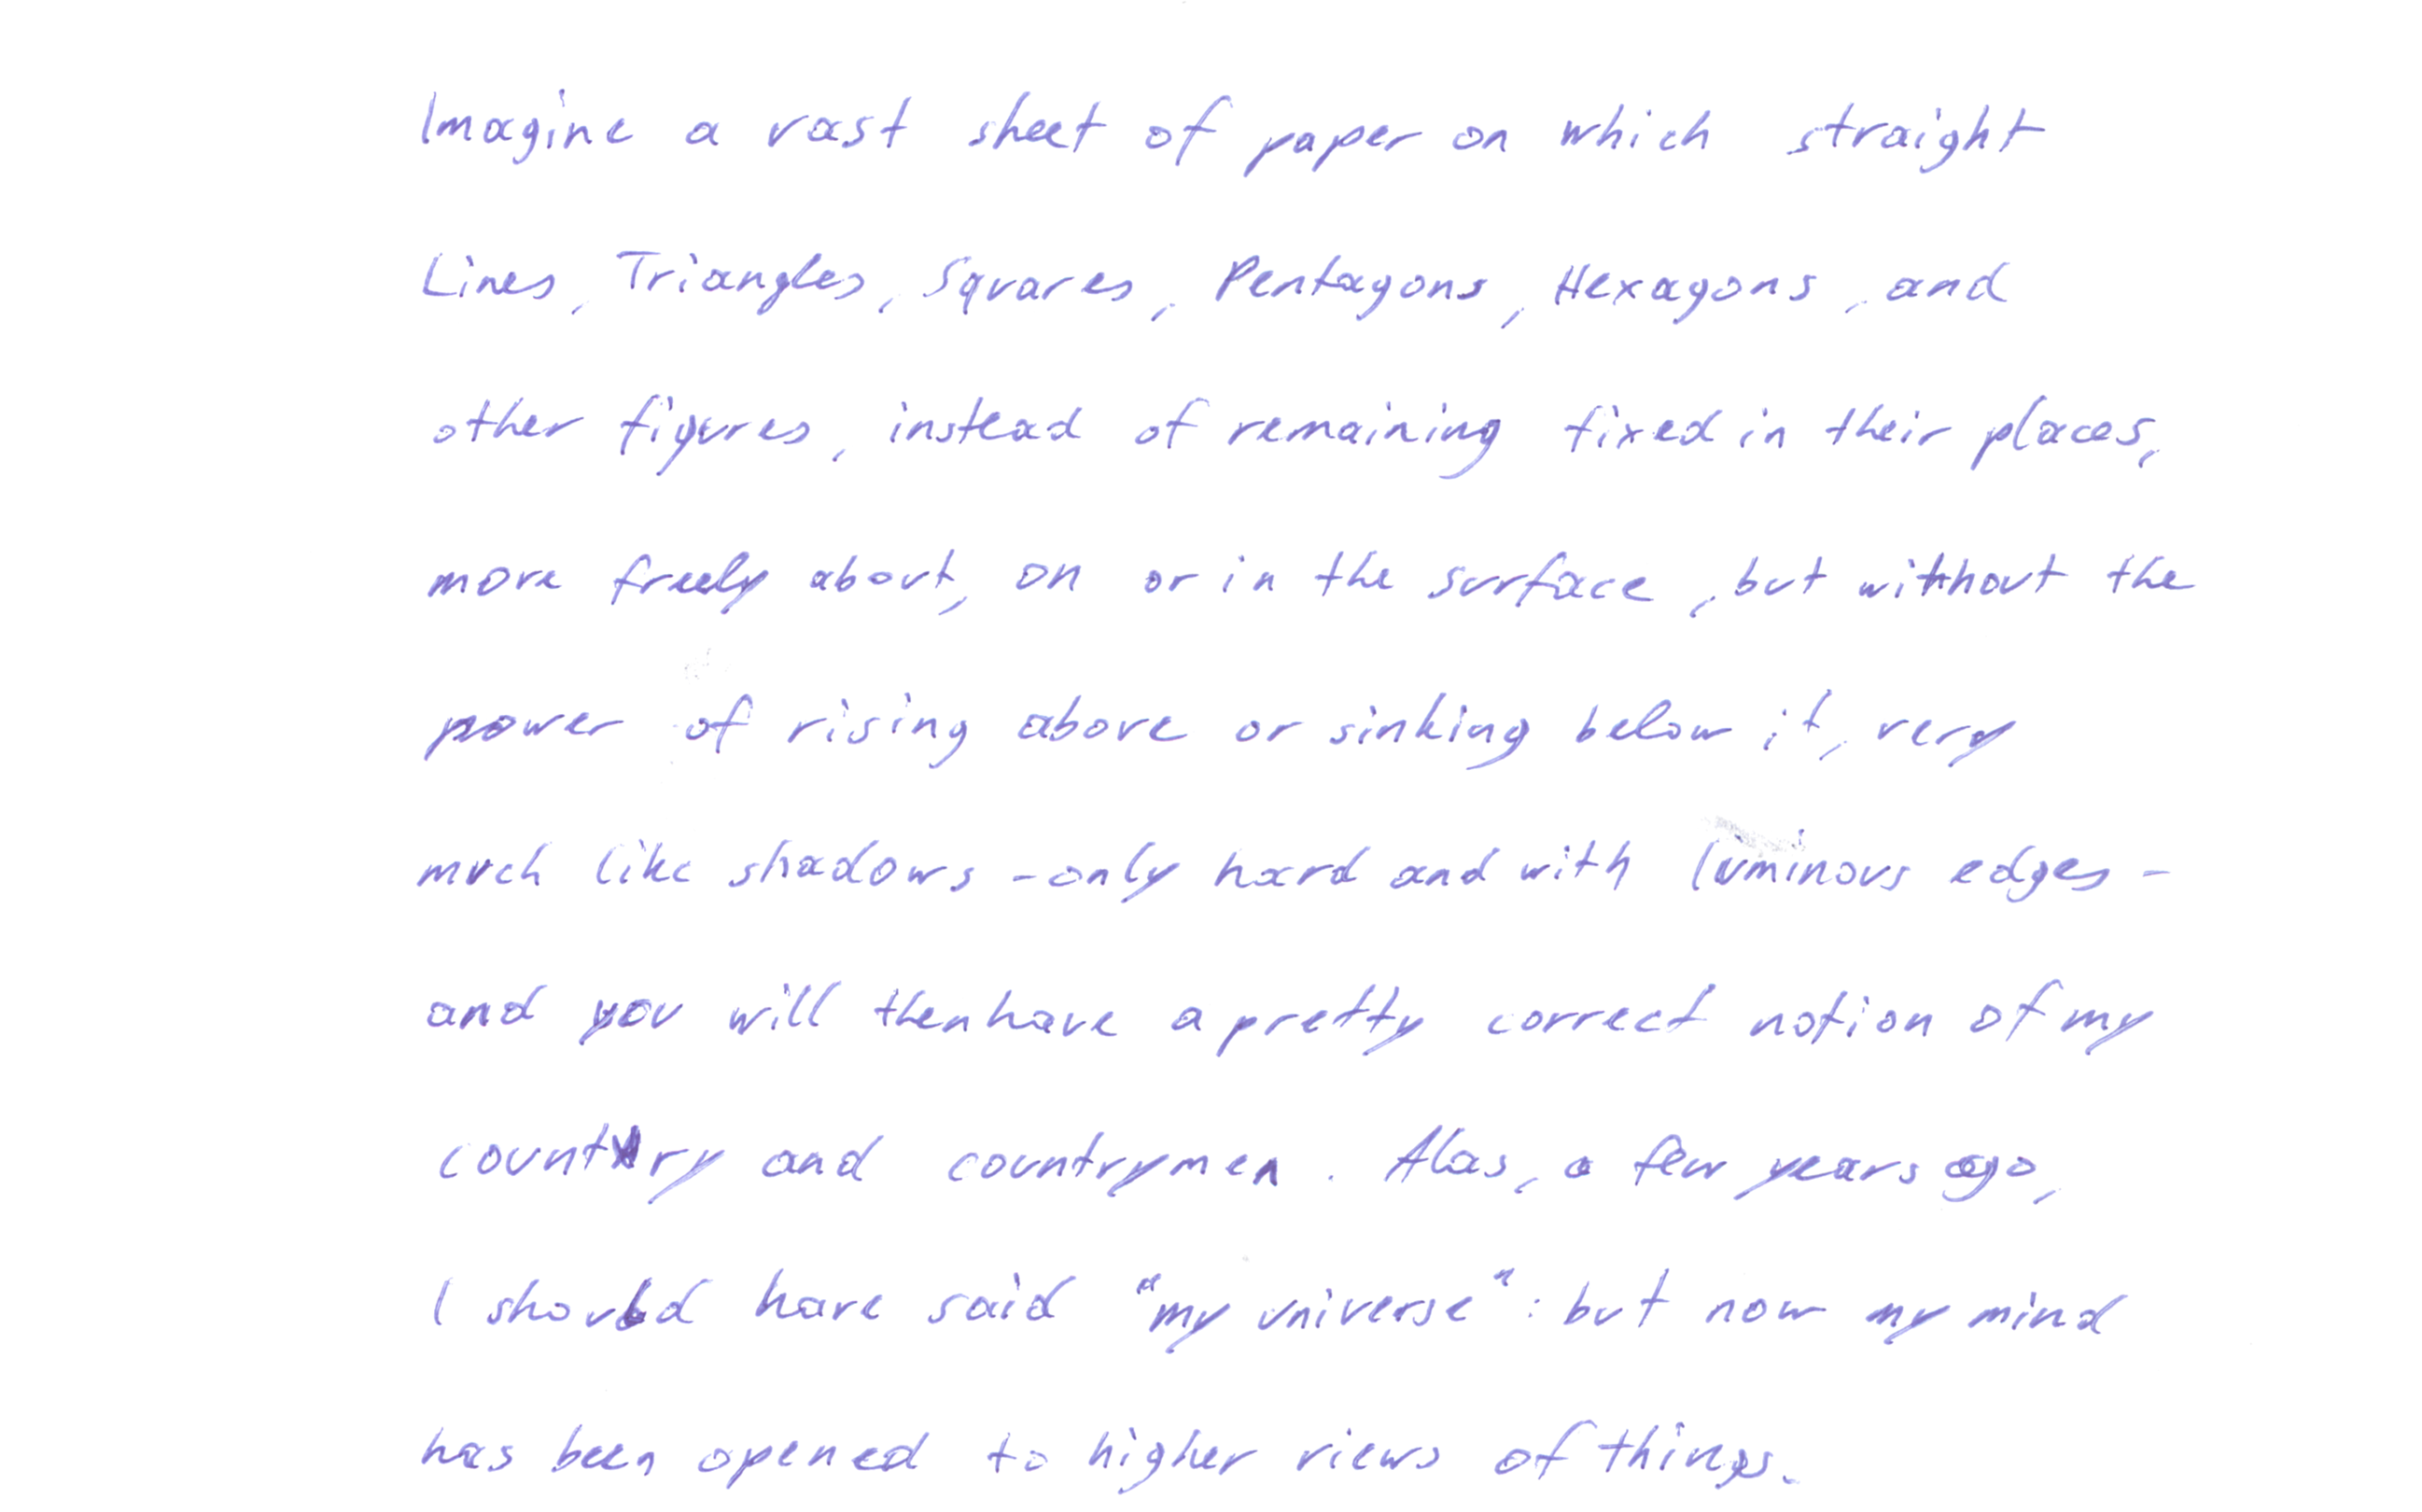 Imagine a vast sheet of paper on which straight
Lines, Triangles, Squares, Pentagons, Hexagons, and
other figures, instead of remaining fixed in their places,
more freely about, on or in the surface, but without the
power of rising above or sinking below it, very
much like shadows - only hard and with luminous edges -
and you will then have a pretty correct notion of my
country and countrymen. Alas, a few years ago,
I should have said "my universe": but now my mind
has been opened to higher views of things.